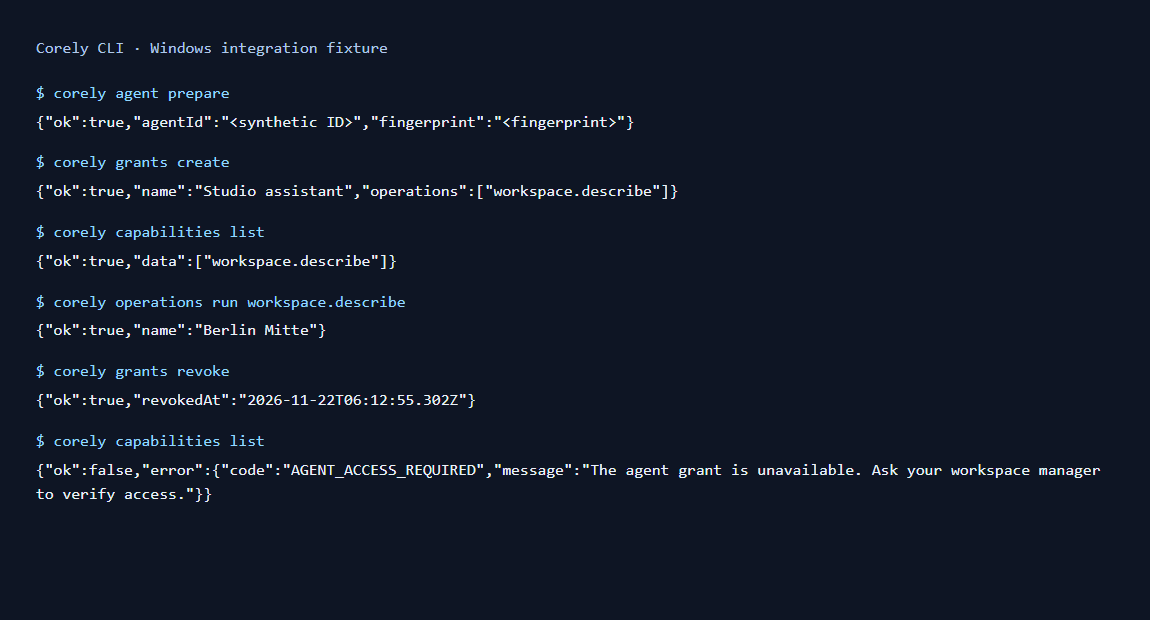 Corely CLI · Windows integration fixture
$ corely agent prepare
{"ok":true,"agentId":"<synthetic ID>","fingerprint":"<fingerprint>"}
$ corely grants create
{"ok":true,"name":"Studio assistant","operations":["workspace.describe"]}
$ corely capabilities list
{"ok":true,"data":["workspace.describe"]}
$ corely operations run workspace.describe
{"ok":true,"name":"Berlin Mitte"}
$ corely grants revoke
{"ok":true,"revokedAt":"2026-11-22T06:12:55.302Z"}
$ corely capabilities list
{"ok":false,"error":{"code":"AGENT_ACCESS_REQUIRED","message":"The agent grant is unavailable. Ask your workspace manager
to verify access."}}